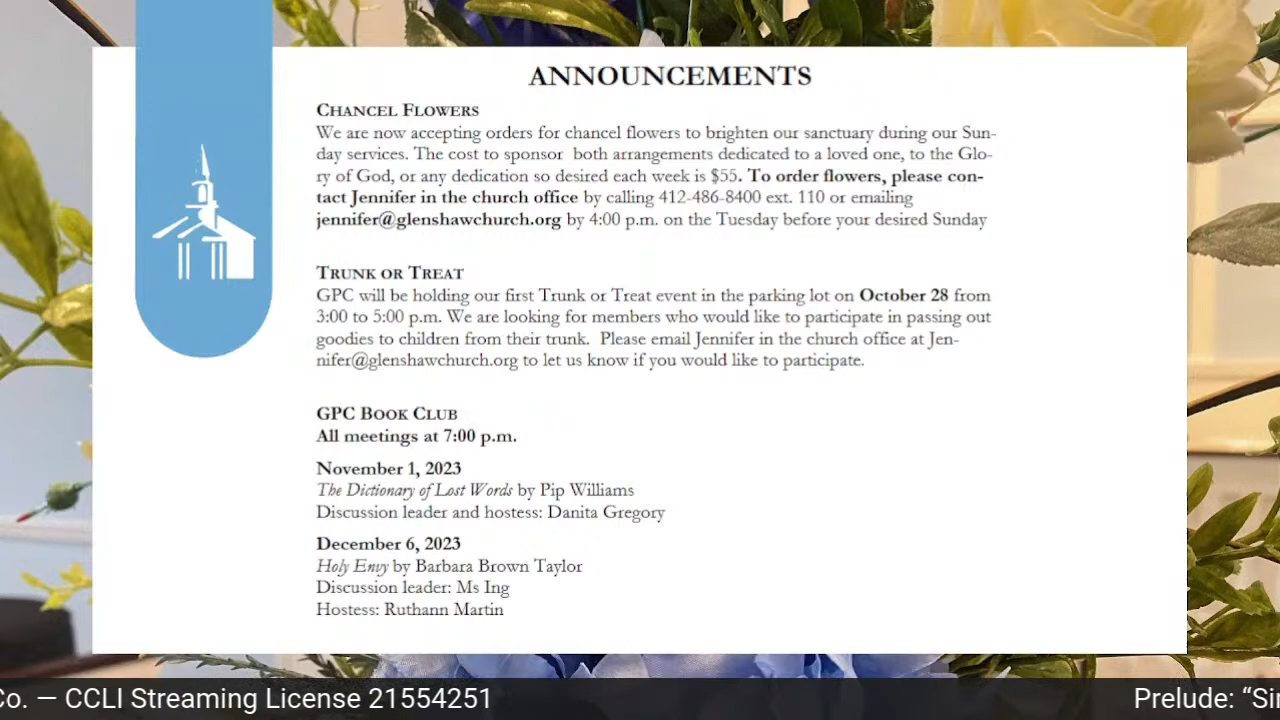 ANNOUNCEMENTS
CHANCEL FLOWERS
We are now accepting orders for chancel flowers to brighten our sanctuary during our Sun-
day services. The cost to sponsor both arrangements dedicated to a loved one, to the Glo-
ry of God, or any dedication so desired each week is $55. To order flowers, please con-
tact Jennifer in the church office by calling 412-486-8400 ext. 110 or emailing
jennifer@glenshawchurch.org by 4:00 p.m. on the Tuesday before your desired Sunday
TRUNK OR TREAT
GPC will be holding our first Trunk or Treat event in the parking lot on October 28 from
3:00 to 5:00 p.m. We are looking for members who would like to participate in passing out
goodies to children from their trunk. Please email Jennifer in the church office at Jen-
nifer@glenshawchurch.org to let us know if you would like to participate.
GPC BOOK CLUB
All meetings at 7:00 p.m.
November 1, 2023
The Dictionary of Lost Words by Pip Williams
Discussion leader and hostess: Danita Gregory
December 6, 2023
Holy Envy by Barbara Brown Taylor
Discussion leader: Ms Ing
Hostess: Ruthann Martin
Co. — CCLI Streaming License 21554251
Prelude: “Si